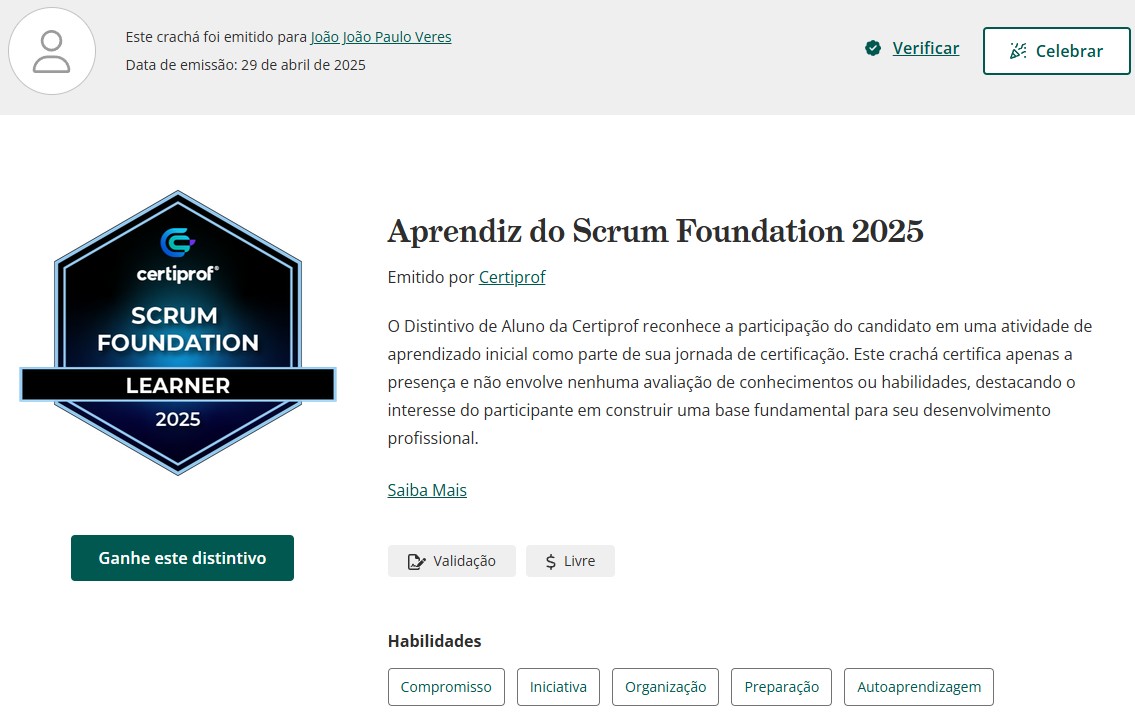 Este crachá foi emitido para João João Paulo Veres
Data de emissão: 29 de abril de 2025
Verificar
Celebrar
certiprof®
SCRUM
FOUNDATION
LEARNER
2025
Ganhe este distintivo
Aprendiz do Scrum Foundation 2025
Emitido por Certiprof
O Distintivo de Aluno da Certiprof reconhece a participação do candidato em uma atividade de
aprendizado inicial como parte de sua jornada de certificação. Este crachá certifica apenas a
presença e não envolve nenhuma avaliação de conhecimentos ou habilidades, destacando o
interesse do participante em construir uma base fundamental para seu desenvolvimento
profissional.
Saiba Mais
Validação
$ Livre
Habilidades
Compromisso
Iniciativa
Organização
Preparação
Autoaprendizagem